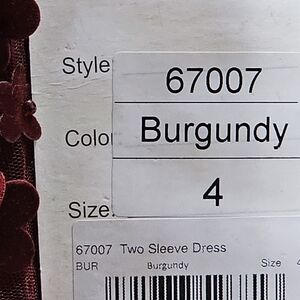 Style 67007
Color Burgundy
Size. 4
67007 Two Sleeve Dress
BUR Burgundy Size 4